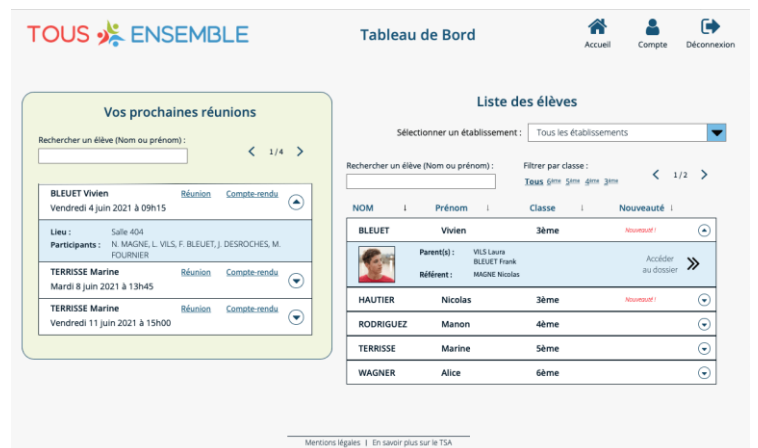 TOUS ENSEMBLE
Tableau de Bord
Accueil
Compte
Déconnexion
Vos prochaines réunions
Rechercher un élève (Nom ou prénom) :
1/4
BLEUET Vivien Réunion Compte-rendu
Vendredi 4 juin 2021 à 09h15
Lieu : Salle 404
Participants : N. MAGNE, L. VILS, F. BLEUET, J. DESROCHES, M.
FOURNIER
TERRISSE Marine Réunion Compte-rendu
Mardi 8 juin 2021 à 13h45
TERRISSE Marine Réunion Compte-rendu
Vendredi 11 juin 2021 à 15h00
Liste des élèves
Sélectionner un établissement : Tous les établissements
Rechercher un élève (Nom ou prénom) :
Filtrer par classe :
Tous 6ème 5ème 4ème 3ème
1/2
NOM Prénom Classe Nouveauté
BLEUET Vivien 3ème Nouveauté !
Parent(s) : VILS Laura
BLEUET Frank
Référent : MAGNE Nicolas
Accéder
au dossier
HAUTIER Nicolas 3ème Nouveauté !
RODRIGUEZ Manon 4ème
TERRISSE Marine 5ème
WAGNER Alice 6ème
Mentions légales | En savoir plus sur le TSA